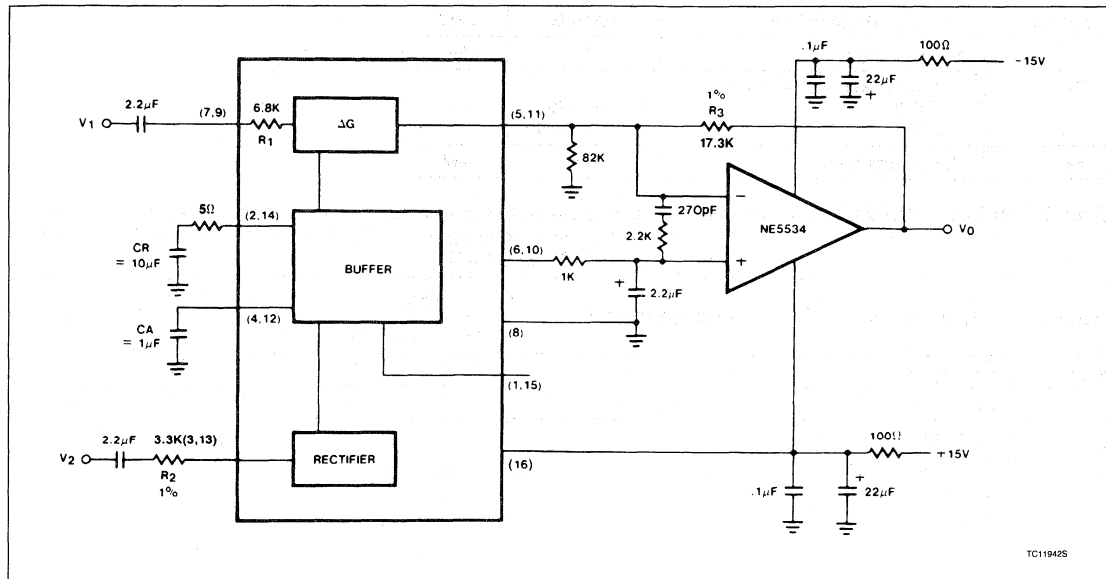 .1µF
22µF
+
100Ω
-15V
2.2µF
V1
(7,9)
6.8K
R1
ΔG
(5,11)
1%
R3
17.3K
82K
5Ω
(2,14)
CR
= 10µF
BUFFER
270pF
2.2K
−
NE5534
+
VO
(6,10)
1K
+
2.2µF
CA
= 1µF
(4,12)
(8)
(1,15)
2.2µF
3.3K(3,13)
V2
R2
1%
RECTIFIER
(16)
100Ω
+15V
.1µF
+
22µF
TC11942S